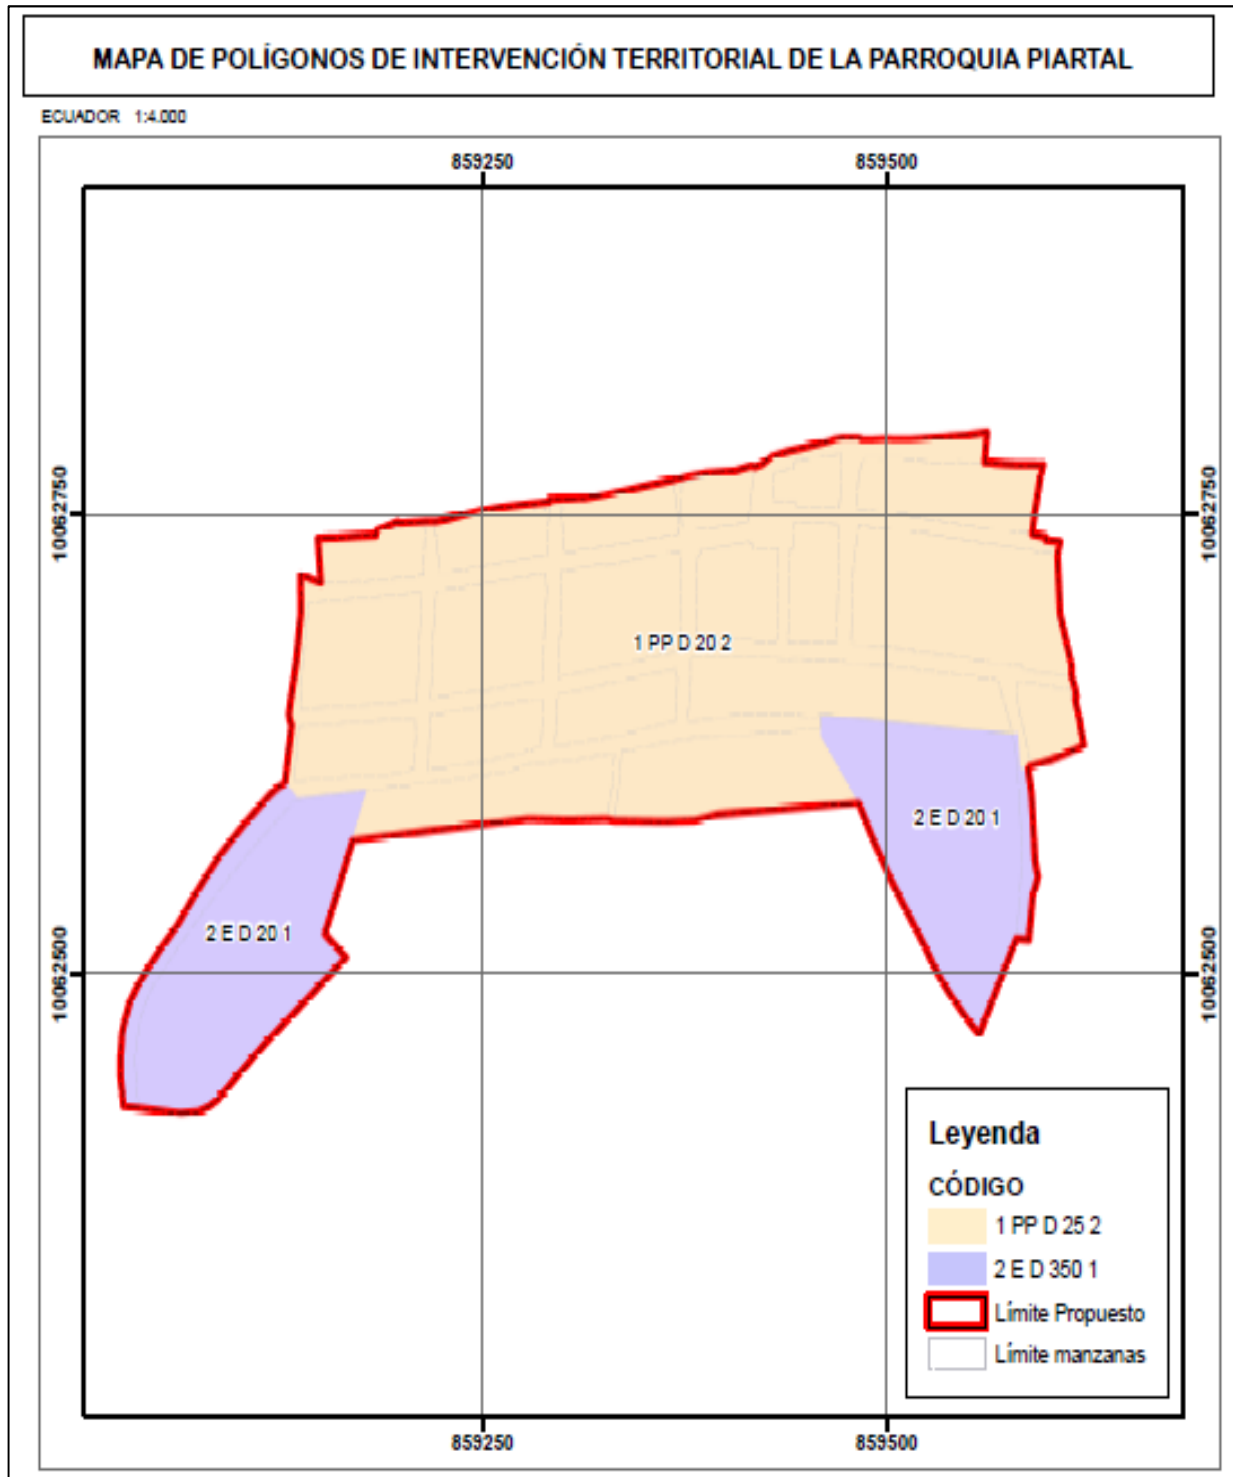 MAPA DE POLÍGONOS DE INTERVENCIÓN TERRITORIAL DE LA PARROQUIA PIARTAL
ECUADOR 1:4.000
859250 859500
10062750 10062750
1 PP D 20 2
2 E D 20 1
2 E D 20 1
10062500 10062500
Leyenda
CÓDIGO
1 PP D 25 2
2 E D 350 1
Límite Propuesto
Límite manzanas
859250 859500